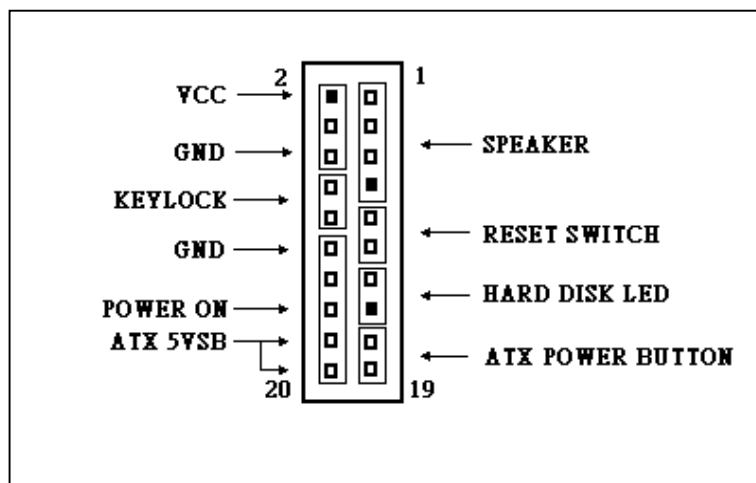 2 1
VCC
GND
SPEAKER
KEYLOCK
RESET SWITCH
GND
HARD DISK LED
POWER ON
ATX 5VSB
ATX POWER BUTTON
20 19